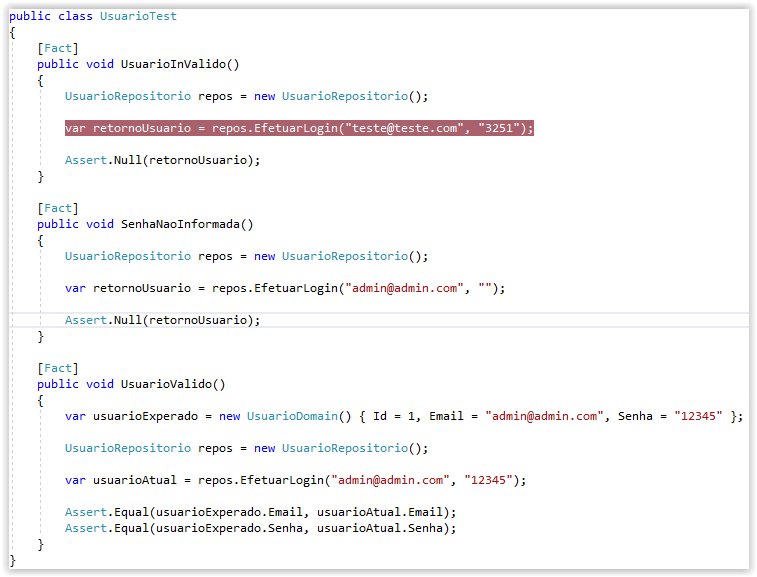 public class UsuarioTest
{
    [Fact]
    public void UsuarioInValido()
    {
        UsuarioRepositorio repos = new UsuarioRepositorio();
        var retornoUsuario = repos.EfetuarLogin("teste@teste.com", "3251");
        Assert.Null(retornoUsuario);
    }
    [Fact]
    public void SenhaNaoInformada()
    {
        UsuarioRepositorio repos = new UsuarioRepositorio();
        var retornoUsuario = repos.EfetuarLogin("admin@admin.com", "");
        Assert.Null(retornoUsuario);
    }
    [Fact]
    public void UsuarioValido()
    {
        var usuarioExperado = new UsuarioDomain() { Id = 1, Email = "admin@admin.com", Senha = "12345" };
        UsuarioRepositorio repos = new UsuarioRepositorio();
        var usuarioAtual = repos.EfetuarLogin("admin@admin.com", "12345");
        Assert.Equal(usuarioExperado.Email, usuarioAtual.Email);
        Assert.Equal(usuarioExperado.Senha, usuarioAtual.Senha);
    }
}